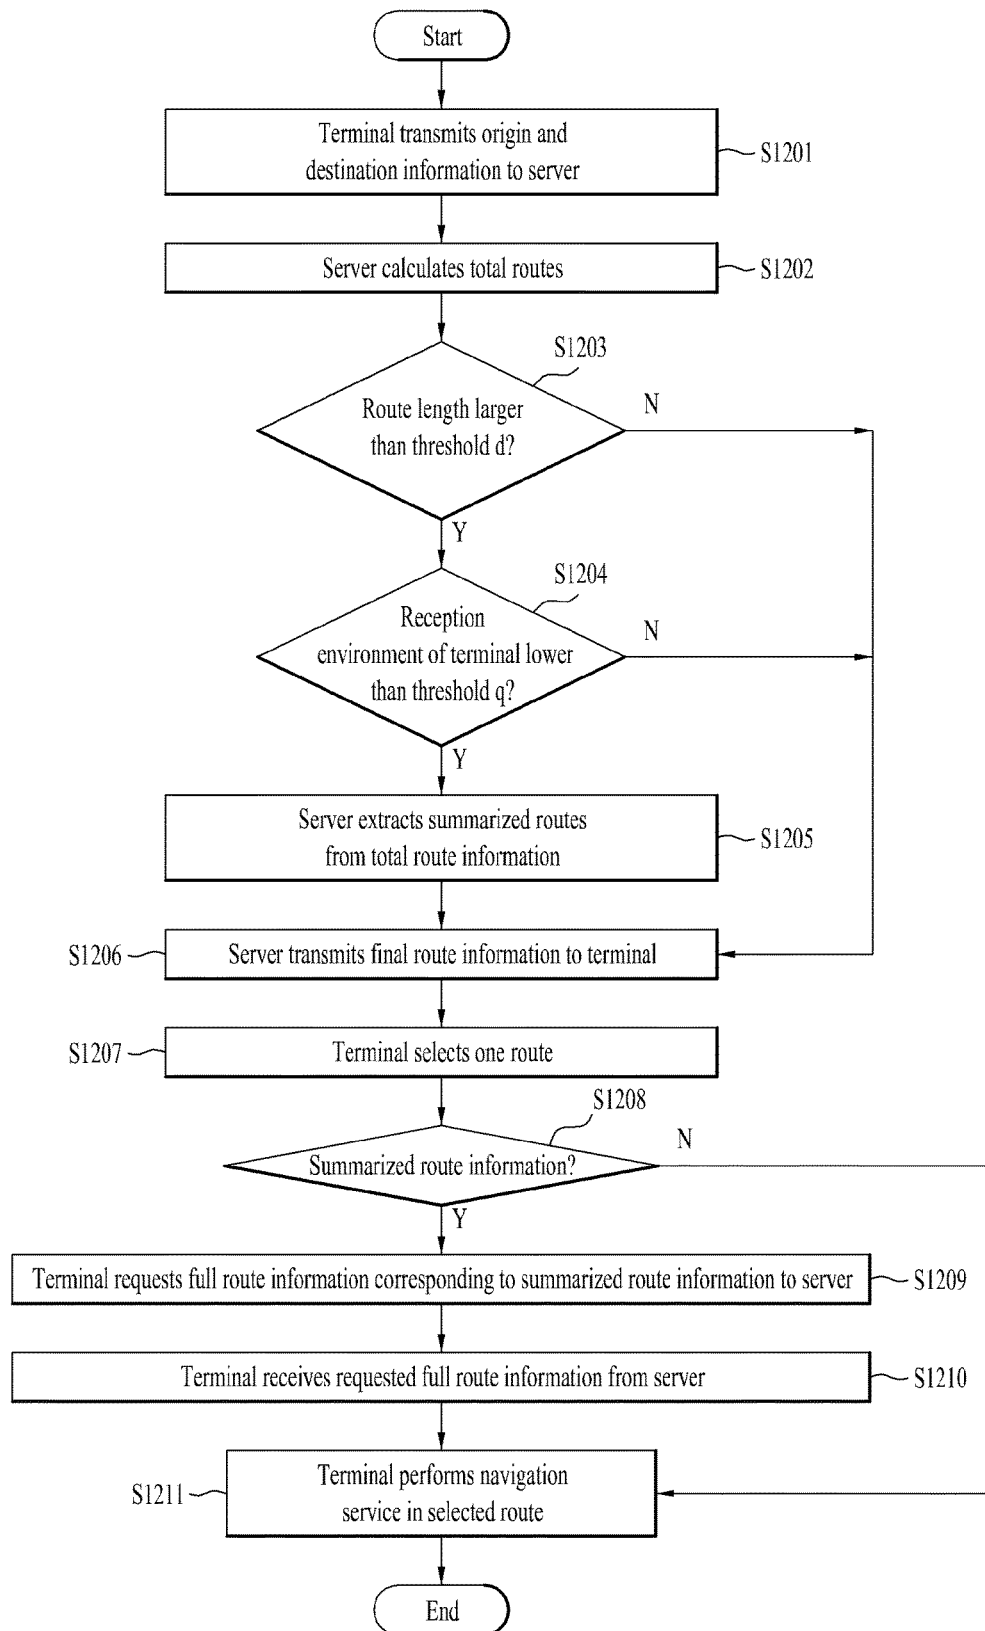 Start
Terminal transmits origin and
destination information to server
S1201
Server calculates total routes
S1202
S1203
Route length larger
than threshold d?
N
Y
S1204
Reception
environment of terminal lower
than threshold q?
N
Y
Server extracts summarized routes
from total route information
S1205
S1206
Server transmits final route information to terminal
S1207
Terminal selects one route
S1208
Summarized route information?
N
Y
Terminal requests full route information corresponding to summarized route information to server
S1209
Terminal receives requested full route information from server
S1210
S1211
Terminal performs navigation
service in selected route
End